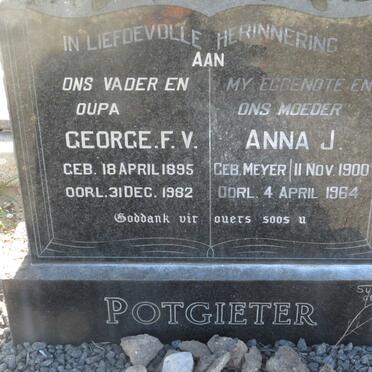 IN LIEFDEVOLLE HERINNERING
AAN
ONS VADER EN
OUPA
GEORGE. F. V.
GEB. 18 APRIL 1895
OORL. 31 DEC. 1982
MY EGGENOTE EN
ONS MOEDER
ANNA J.
GEB. MEYER / 11 NOV. 1900
OORL. 4 APRIL 1964
Goddank vir ouers soos u
POTGIETER